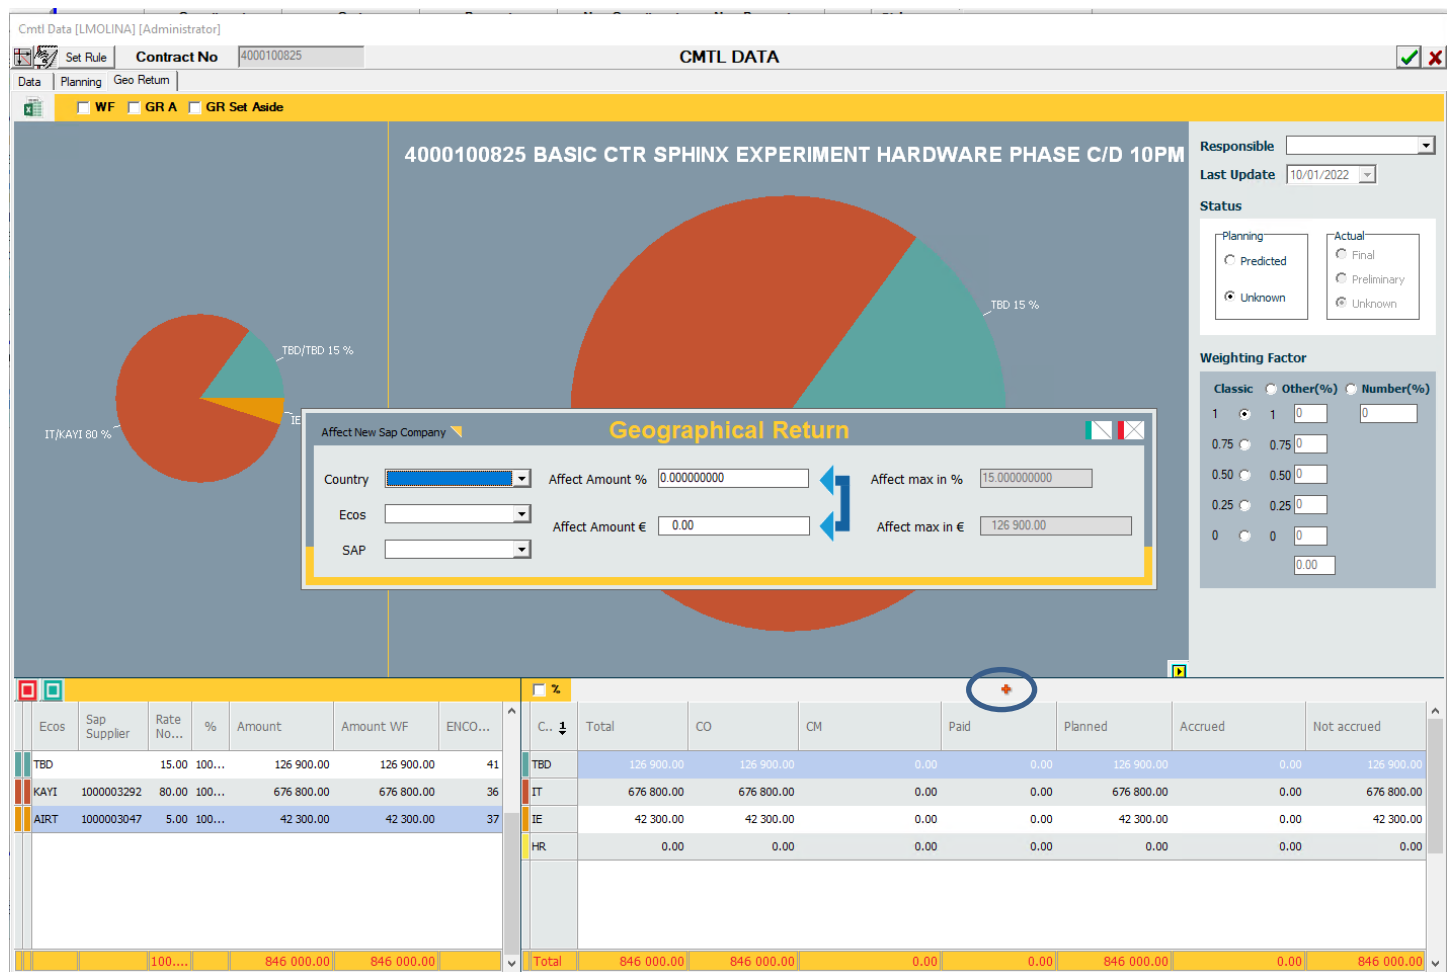 Cmtl Data [LMOLINA] [Administrator]
Set Rule Contract No 4000100825 CMTL DATA
Data Planning Geo Return
WF GR A GR Set Aside
4000100825 BASIC CTR SPHINX EXPERIMENT HARDWARE PHASE C/D 10PM
Responsible
Last Update 10/01/2022
Status
Planning Actual
Predicted Final
Preliminary
Unknown Unknown
TBD 15 %
TBD/TBD 15 %
IT/KAYI 80 %
IE
Weighting Factor
Classic Other(%) Number(%)
1 1 0 0
0.75 0.75 0
0.50 0.50 0
0.25 0.25 0
0 0 0
0.00
Affect New Sap Company Geographical Return
Country Affect Amount % 0.000000000 Affect max in % 15.000000000
Ecos Affect Amount € 0.00 Affect max in € 126 900.00
SAP
%
Ecos Sap Supplier Rate No... % Amount Amount WF ENCO...
TBD 15.00 100... 126 900.00 126 900.00 41
KAYI 1000003292 80.00 100... 676 800.00 676 800.00 36
AIRT 1000003047 5.00 100... 42 300.00 42 300.00 37
100.... 846 000.00 846 000.00
C.. 1 Total CO CM Paid Planned Accrued Not accrued
TBD 126 900.00 126 900.00 0.00 0.00 126 900.00 0.00 126 900.00
IT 676 800.00 676 800.00 0.00 0.00 676 800.00 0.00 676 800.00
IE 42 300.00 42 300.00 0.00 0.00 42 300.00 0.00 42 300.00
HR 0.00 0.00 0.00 0.00 0.00 0.00 0.00
Total 846 000.00 846 000.00 0.00 0.00 846 000.00 0.00 846 000.00